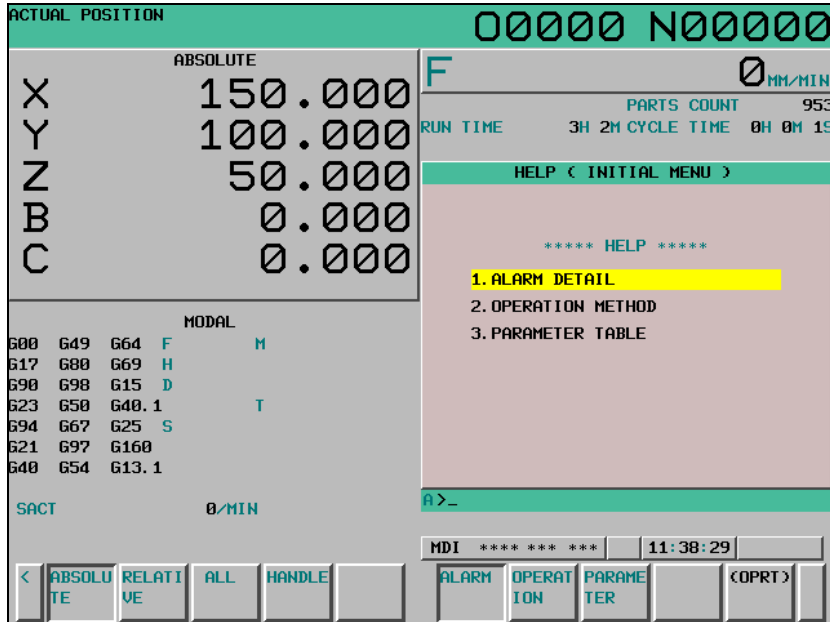 ACTUAL POSITION
O0000 N00000
ABSOLUTE
X 150.000
Y 100.000
Z 50.000
B 0.000
C 0.000
F 0 MM/MIN
PARTS COUNT 953
RUN TIME 3H 2M CYCLE TIME 0H 0M 1S
HELP ( INITIAL MENU )
***** HELP *****
1.ALARM DETAIL
2.OPERATION METHOD
3.PARAMETER TABLE
MODAL
G00 G49 G64 F M
G17 G80 G69 H
G90 G98 G15 D
G23 G50 G40.1 T
G94 G67 G25 S
G21 G97 G160
G40 G54 G13.1
SACT 0/MIN
A>_
MDI **** *** *** 11:38:29
< ABSOLU RELATI ALL HANDLE
TE VE
ALARM OPERAT PARAME (OPRT)
ION TER